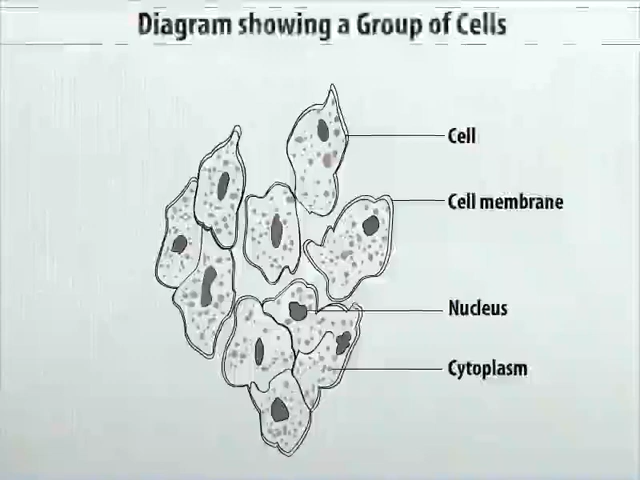 Diagram showing a Group of Cells
Cell
Cell membrane
Nucleus
Cytoplasm